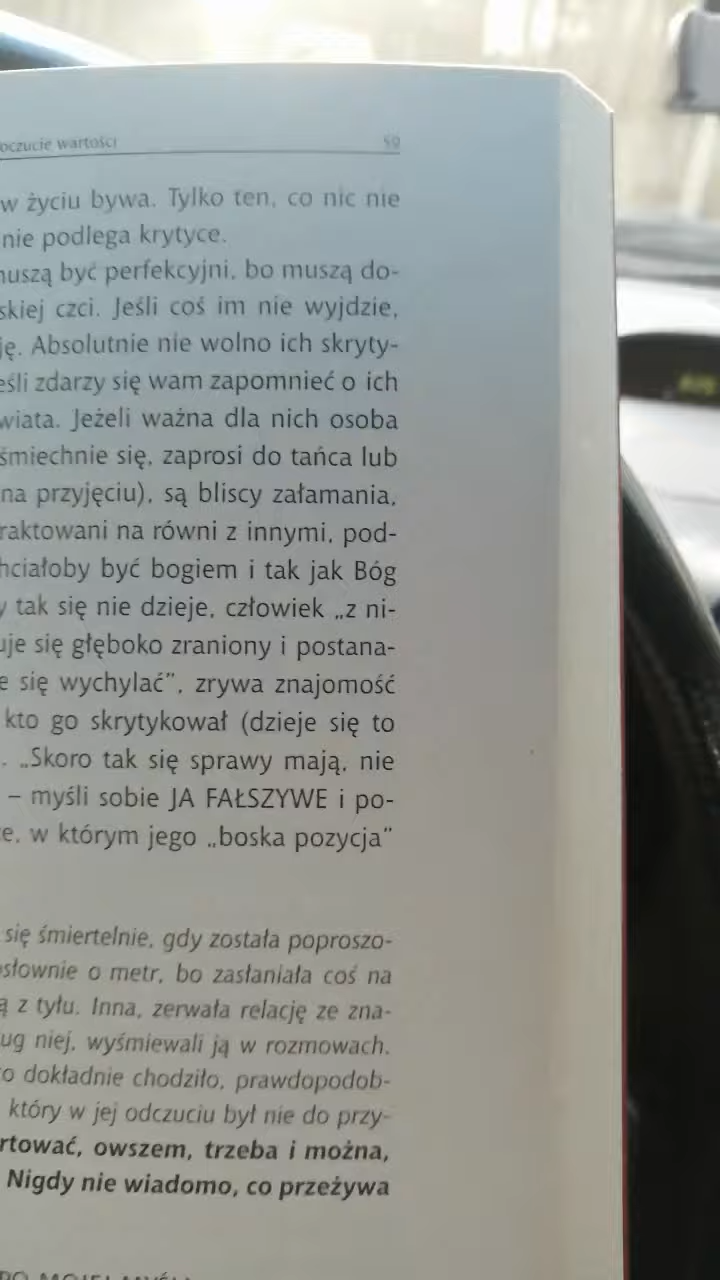 oczucie wartości 59
w życiu bywa. Tylko ten, co nic nie
nie podlega krytyce.
muszą być perfekcyjni, bo muszą do-
skiej czci. Jeśli coś im nie wyjdzie,
ję. Absolutnie nie wolno ich skryty-
eśli zdarzy się wam zapomnieć o ich
wiata. Jeżeli ważna dla nich osoba
śmiechnie się, zaprosi do tańca lub
na przyjęciu), są bliscy załamania,
raktowani na równi z innymi, pod-
hciałoby być bogiem i tak jak Bóg
y tak się nie dzieje, człowiek „z ni-
uje się głęboko zraniony i postana-
e się wychylać”, zrywa znajomość
kto go skrytykował (dzieje się to
. „Skoro tak się sprawy mają, nie
– myśli sobie JA FAŁSZYWE i po-
e, w którym jego „boska pozycja”
się śmiertelnie, gdy została poproszo-
osłownie o metr, bo zasłaniała coś na
ą z tyłu. Inna, zerwała relację ze zna-
ug niej, wyśmiewali ją w rozmowach.
o dokładnie chodziło, prawdopodob-
który w jej odczuciu był nie do przy-
rtować, owszem, trzeba i można,
Nigdy nie wiadomo, co przeżywa